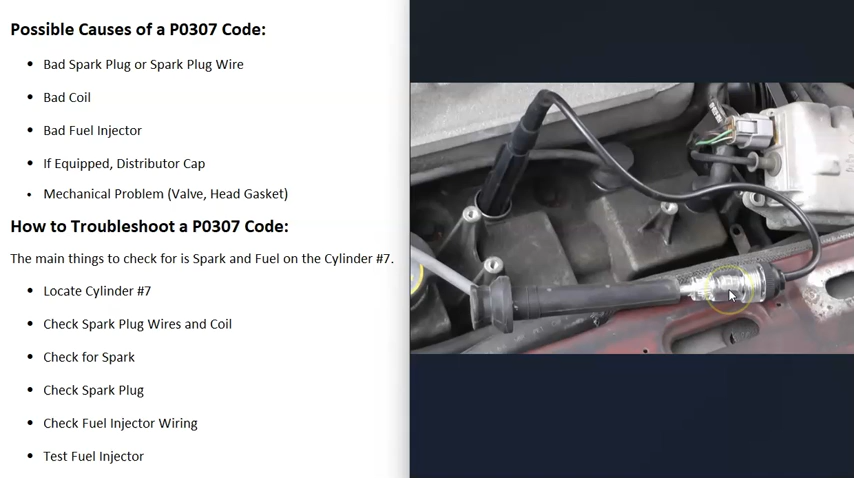 Possible Causes of a P0307 Code:
Bad Spark Plug or Spark Plug Wire
Bad Coil
Bad Fuel Injector
If Equipped, Distributor Cap
Mechanical Problem (Valve, Head Gasket)
How to Troubleshoot a P0307 Code:
The main things to check for is Spark and Fuel on the Cylinder #7.
Locate Cylinder #7
Check Spark Plug Wires and Coil
Check for Spark
Check Spark Plug
Check Fuel Injector Wiring
Test Fuel Injector